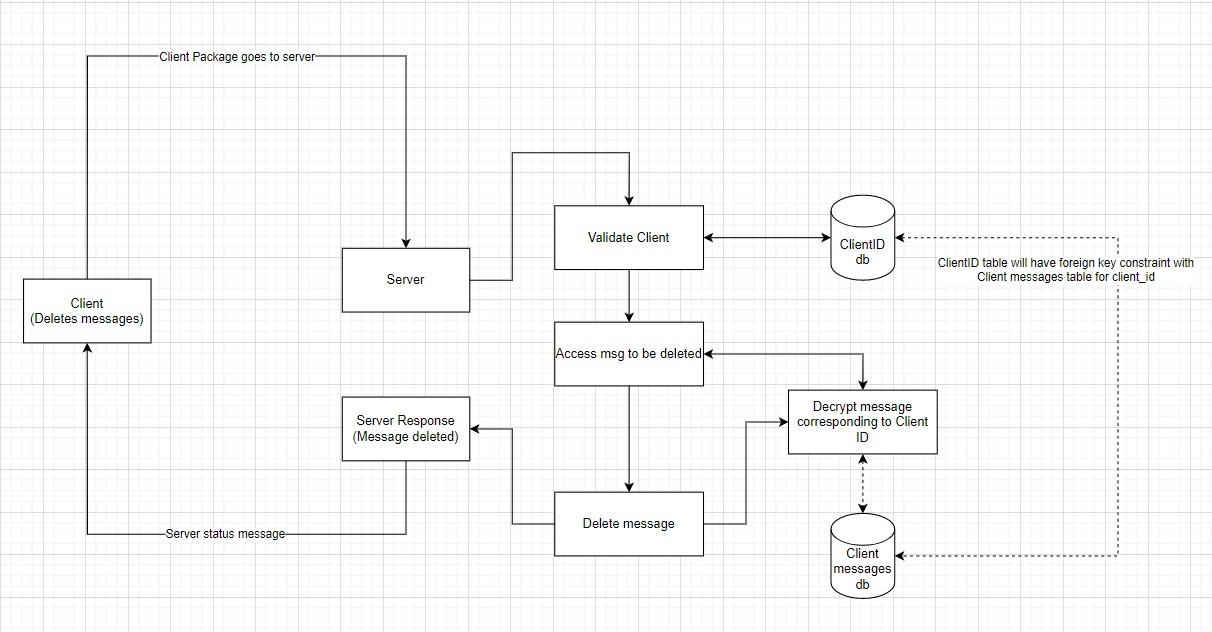 Client Package goes to server
Validate Client
ClientID
db
ClientID table will have foreign key constraint with
Client messages table for client_id
Server
Client
(Deletes messages)
Access msg to be deleted
Decrypt message
corresponding to Client
ID
Server Response
(Message deleted)
Delete message
Server status message
Client
messages
db